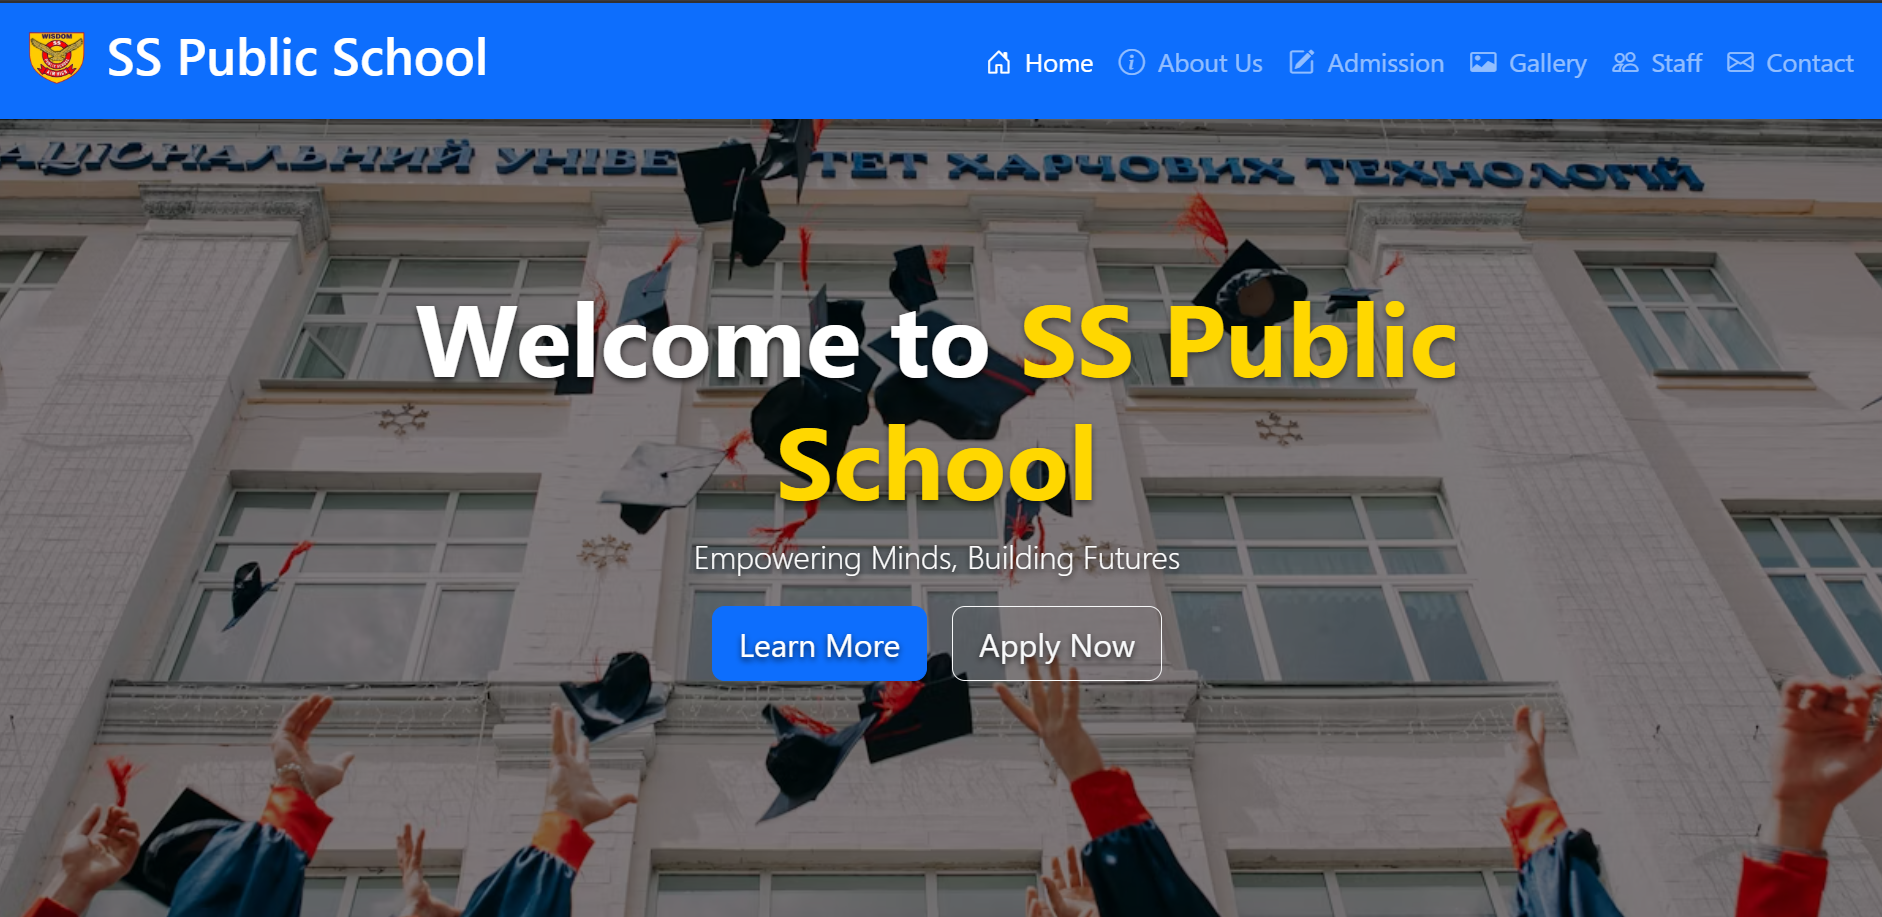 WISDOM
SS Public School
Home
About Us
Admission
Gallery
Staff
Contact
АЦІОНАЛЬНИЙ УНІВЕ ТЕТ ХАРЧОВИХ ТЕХНОЛОГІЙ
Welcome to SS Public
School
Empowering Minds, Building Futures
Learn More
Apply Now